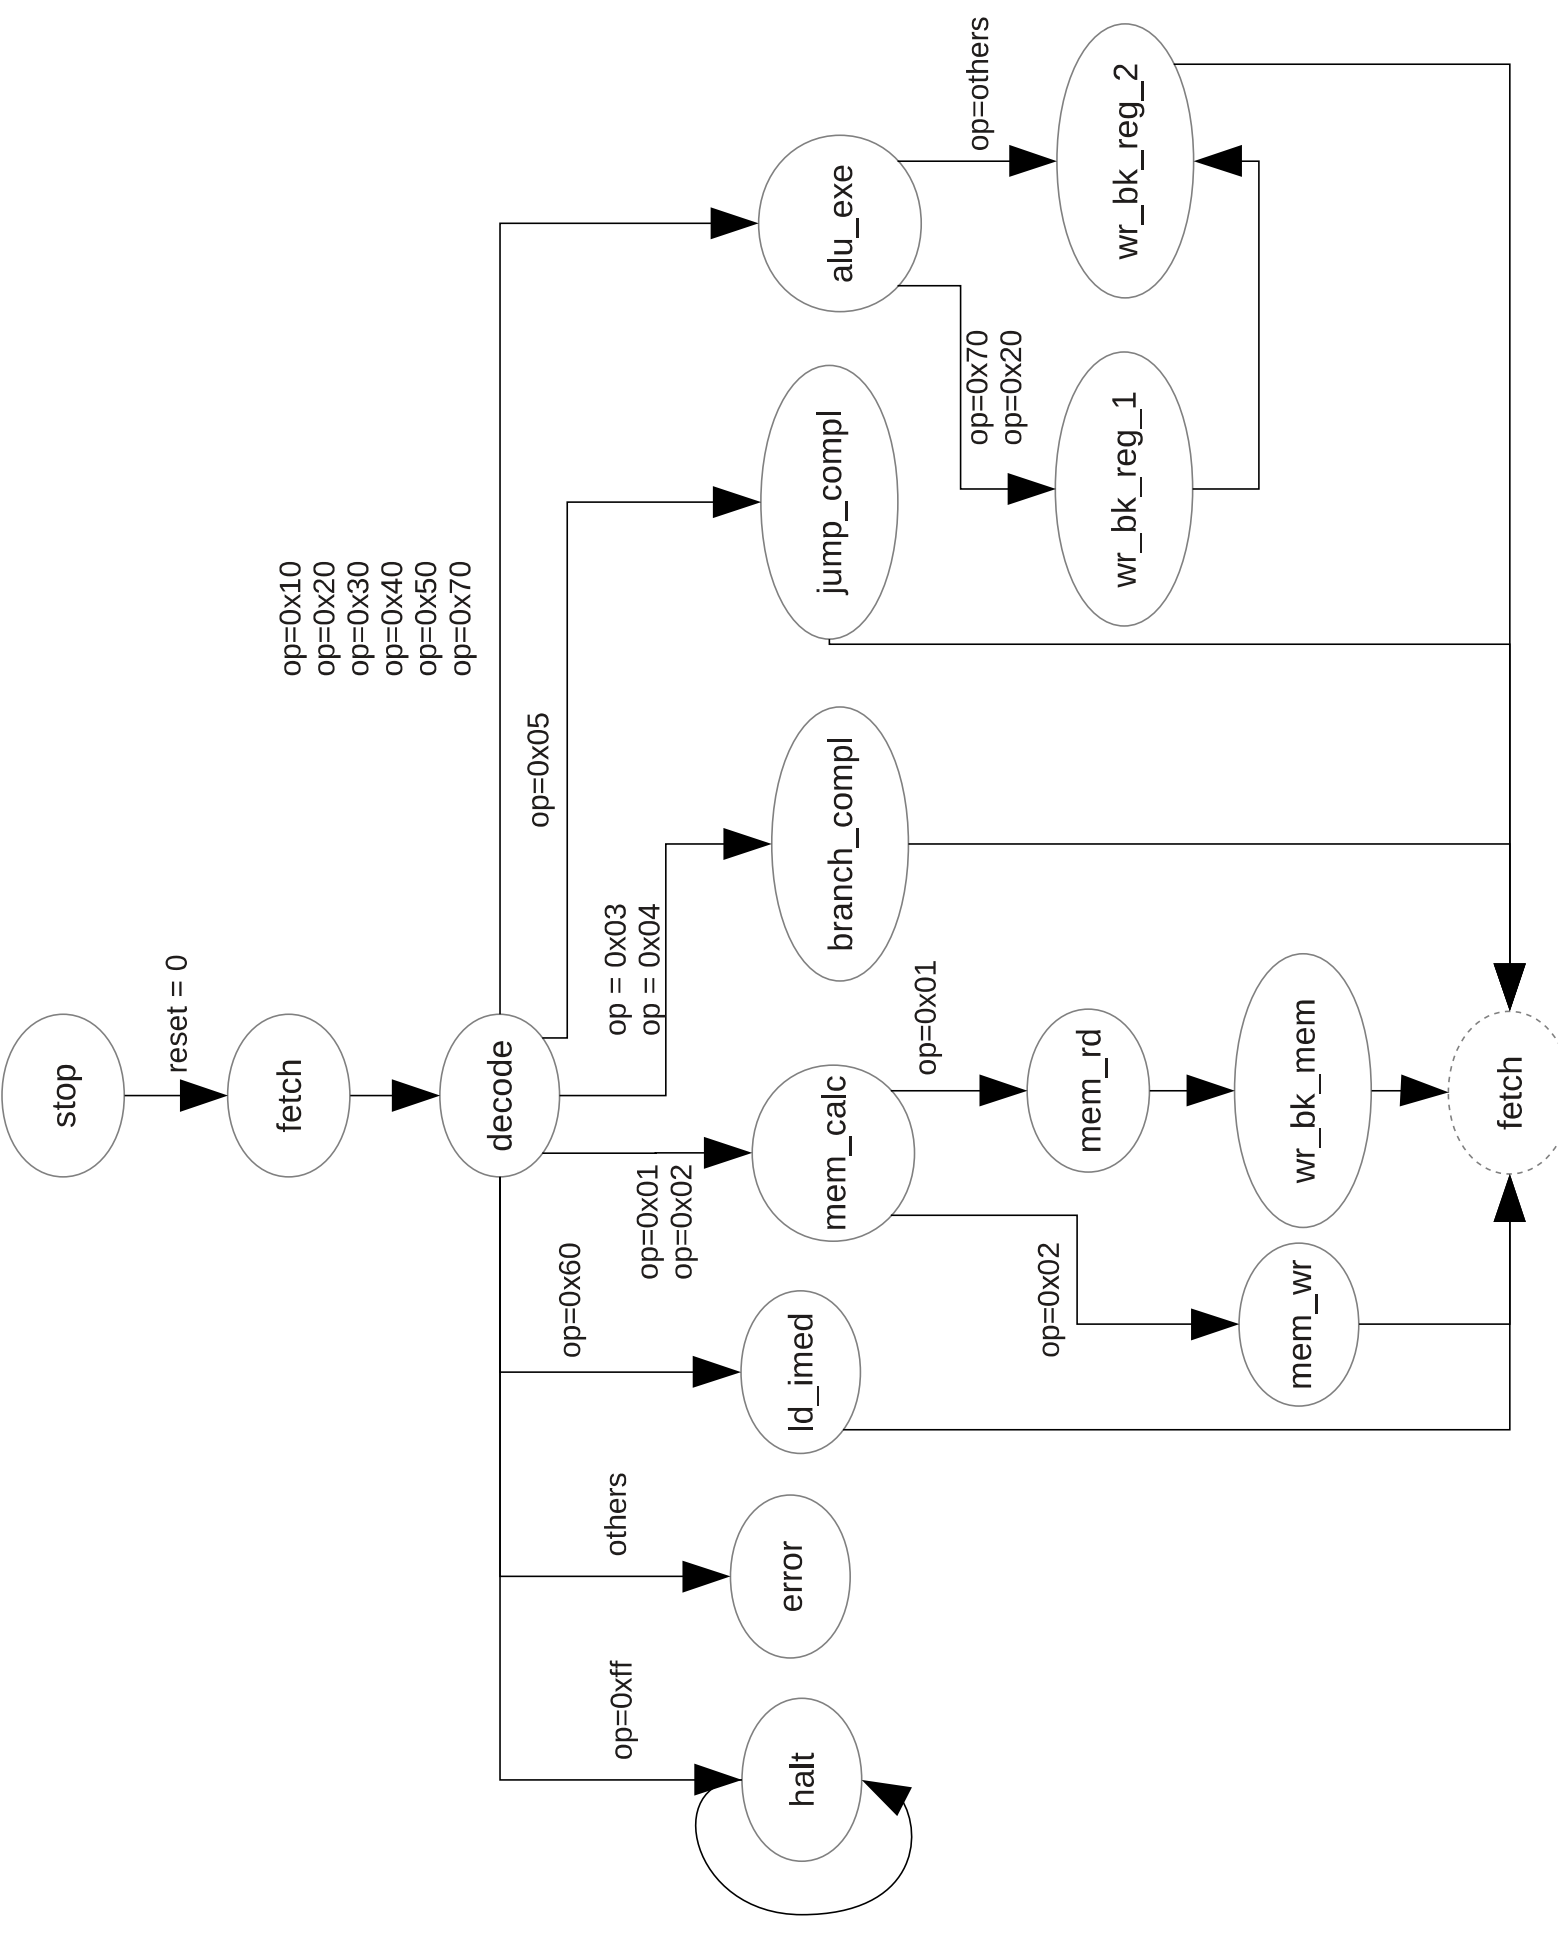 stop
reset = 0
fetch
decode
op=0xff
others
op=0x60
op=0x01
op=0x02
op = 0x03
op = 0x04
op=0x05
op=0x10
op=0x20
op=0x30
op=0x40
op=0x50
op=0x70
halt
error
ld_imed
mem_calc
branch_compl
jump_compl
alu_exe
op=0x02
op=0x01
op=0x70
op=0x20
op=others
mem_rd
wr_bk_reg_1
wr_bk_reg_2
mem_wr
wr_bk_mem
fetch